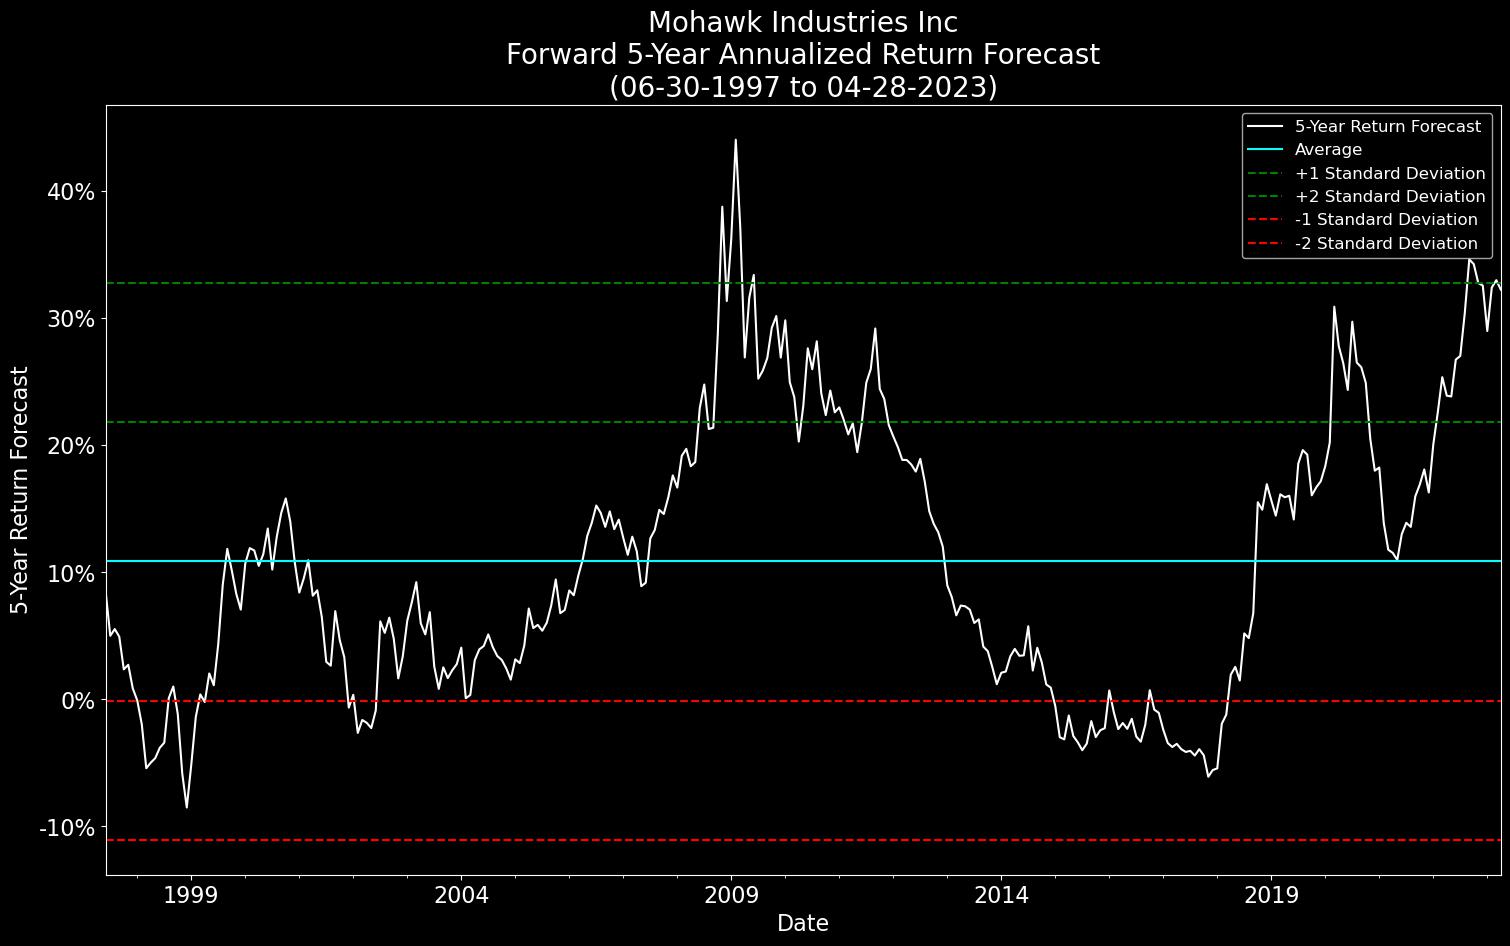 Mohawk Industries Inc
Forward 5-Year Annualized Return Forecast
(06-30-1997 to 04-28-2023)
5-Year Return Forecast
Average
+1 Standard Deviation
+2 Standard Deviation
-1 Standard Deviation
-2 Standard Deviation
5-Year Return Forecast
40%
30%
20%
10%
0%
-10%
1999
2004
2009
2014
2019
Date